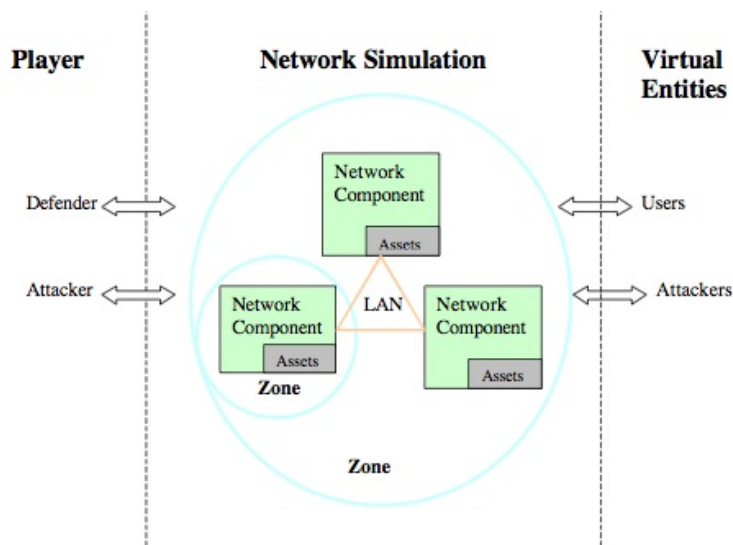 Player
Network Simulation
Virtual
Entities
Network
Component
Assets
Defender
Users
Attacker
Attackers
Network
Component
Assets
LAN
Network
Component
Assets
Zone
Zone